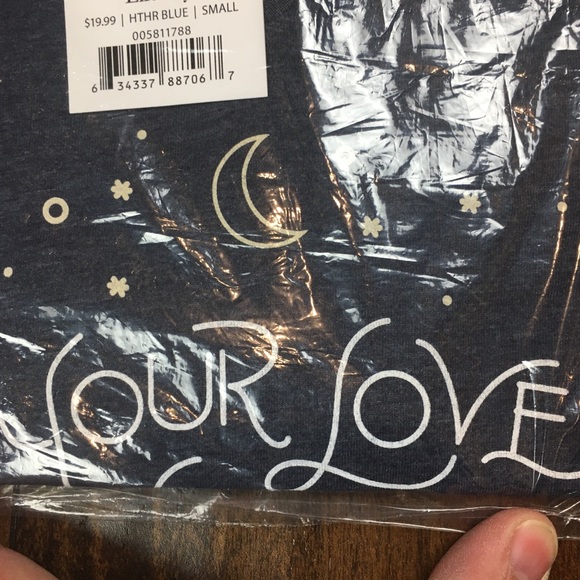 $19.99 | HTHR BLUE | SMALL
005811788
6 34337 88706 7
YOUR LOVE